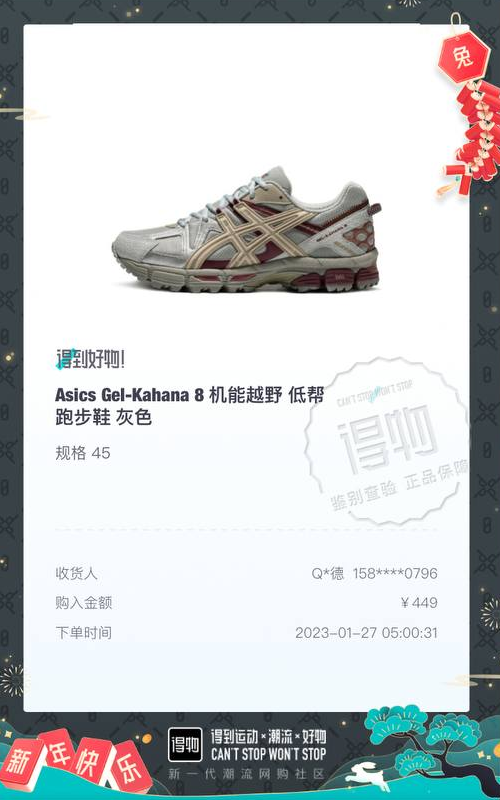 兔
得到好物!
Asics Gel-Kahana 8 机能越野 低帮
跑步鞋 灰色
规格 45
CAN'T STOP WON'T STOP
得物
鉴别查验 正品保障
收货人 Q*德 158****0796
购入金额 ¥449
下单时间 2023-01-27 05:00:31
新年快乐
得物
得到运动×潮流×好物
CAN'T STOP WON'T STOP
新一代潮流网购社区